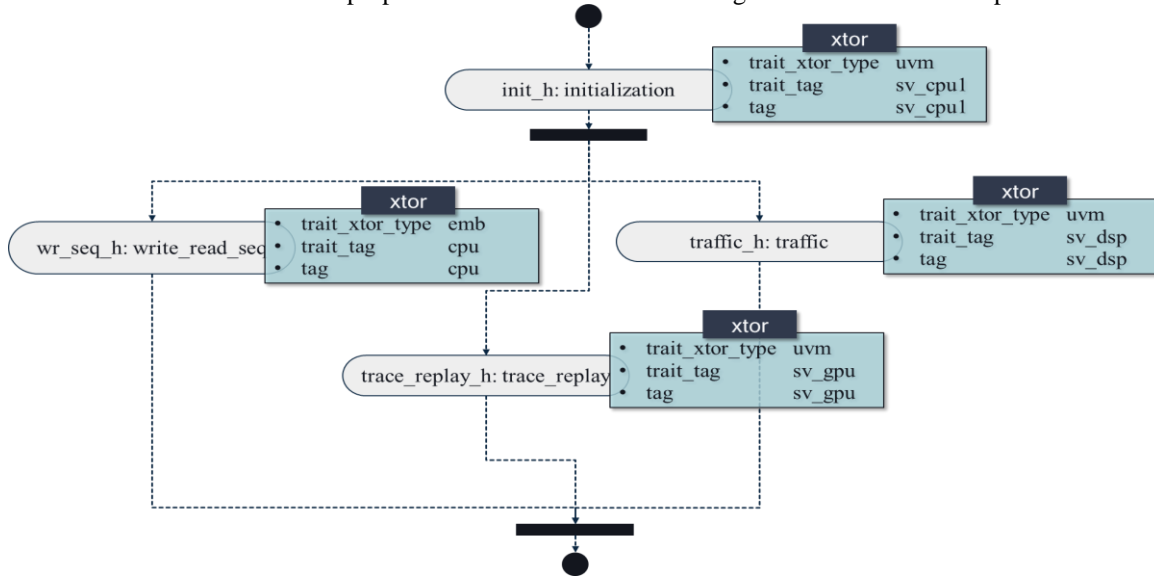 xtor
• trait_xtor_type uvm
• trait_tag sv_cpu1
• tag sv_cpu1
init_h: initialization
xtor
• trait_xtor_type emb
• trait_tag cpu
• tag cpu
wr_seq_h: write_read_seq
xtor
• trait_xtor_type uvm
• trait_tag sv_dsp
• tag sv_dsp
traffic_h: traffic
xtor
• trait_xtor_type uvm
• trait_tag sv_gpu
• tag sv_gpu
trace_replay_h: trace_replay